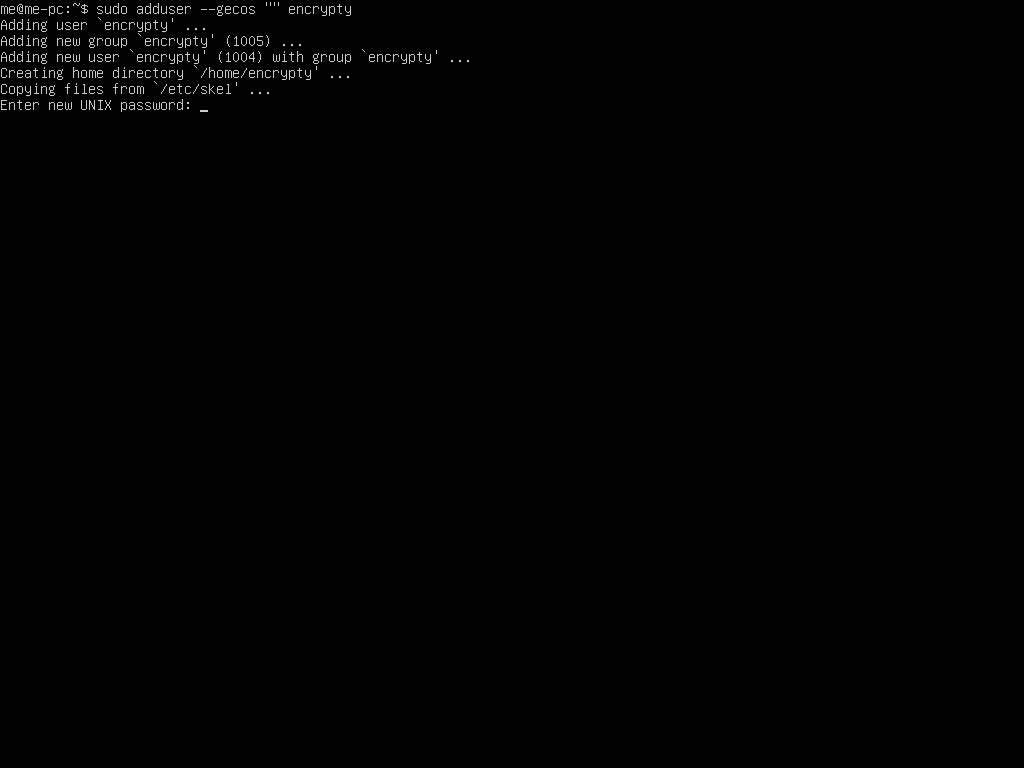 me@me-pc:~$ sudo adduser --gecos "" encrypty
Adding user `encrypty' ...
Adding new group `encrypty' (1005) ...
Adding new user `encrypty' (1004) with group `encrypty' ...
Creating home directory `/home/encrypty' ...
Copying files from `/etc/skel' ...
Enter new UNIX password: _